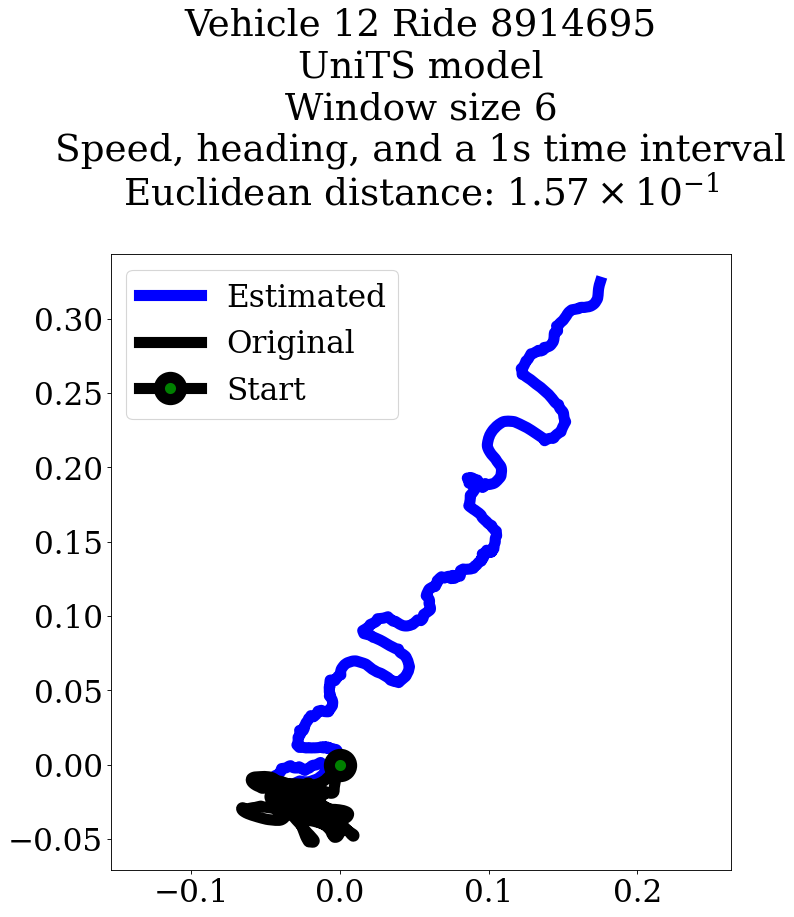 Vehicle 12 Ride 8914695
UniTS model
Window size 6
Speed, heading, and a 1s time interval
Euclidean distance: 1.57 × 10⁻¹
Estimated
Original
Start
0.30
0.25
0.20
0.15
0.10
0.05
0.00
−0.05
−0.1
0.0
0.1
0.2